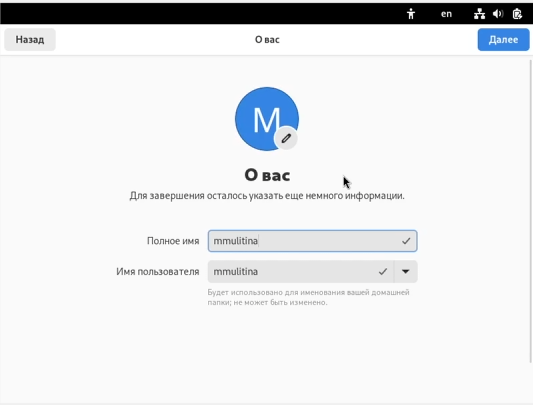 en
Назад
О вас
Далее
M
О вас
Для завершения осталось указать еще немного информации.
Полное имя
mmulitina
Имя пользователя
mmulitina
Будет использовано для именования вашей домашней
папки; не может быть изменено.